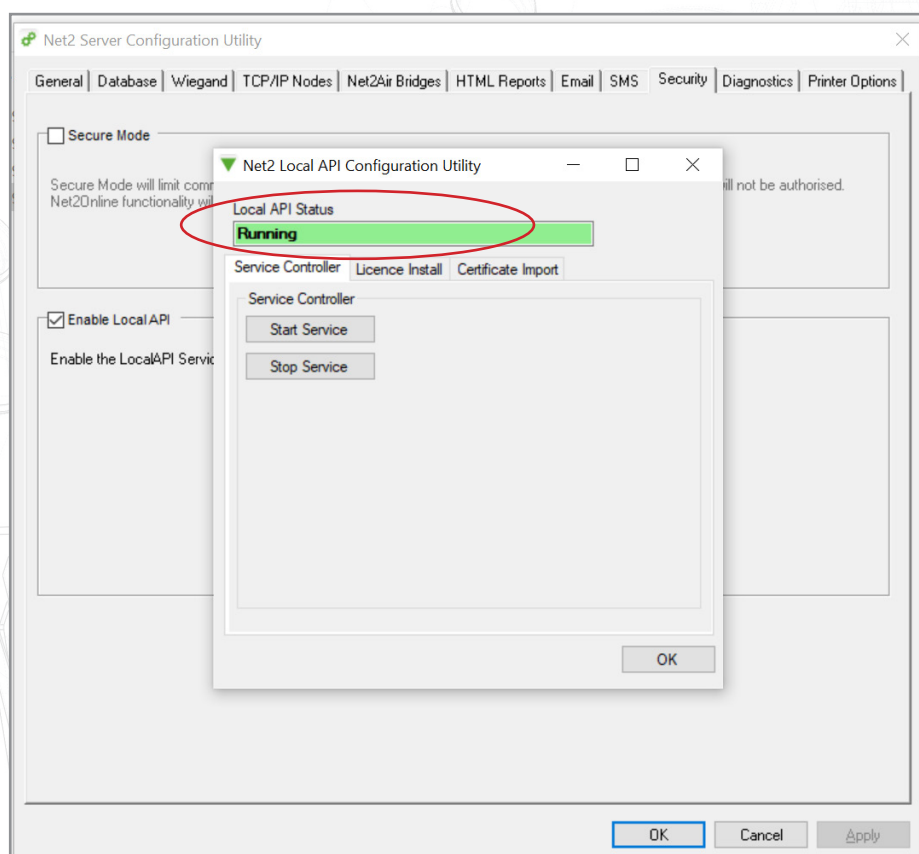 Net2 Server Configuration Utility
General Database Wiegand TCP/IP Nodes Net2Air Bridges HTML Reports Email SMS Security Diagnostics Printer Options
Secure Mode
Secure Mode will limit comr
ill not be authorised.
Net2Online functionality wil
Net2 Local API Configuration Utility
Local API Status
Running
Service Controller Licence Install Certificate Import
Service Controller
Start Service
Stop Service
OK
Enable Local API
Enable the LocalAPI Servic
OK Cancel Apply